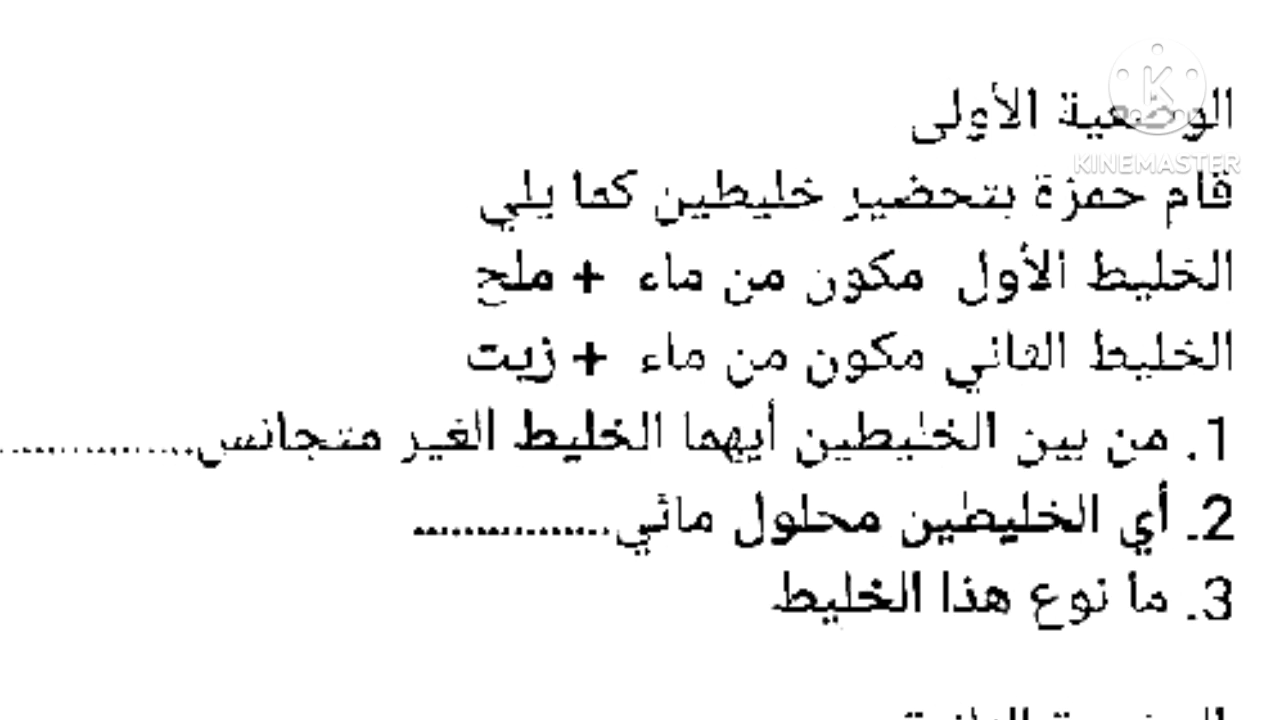 الوضعية الأولى
KINEMASTER
قام حمزة بتحضير خليطين كما يلي
الخليط الأول مكون من ماء + ملح
الخليط الثاني مكون من ماء + زيت
1. من بين الخليطين أيهما الخليط الغير متجانس................
2. أي الخليطين محلول مائي................
3. ما نوع هذا الخليط